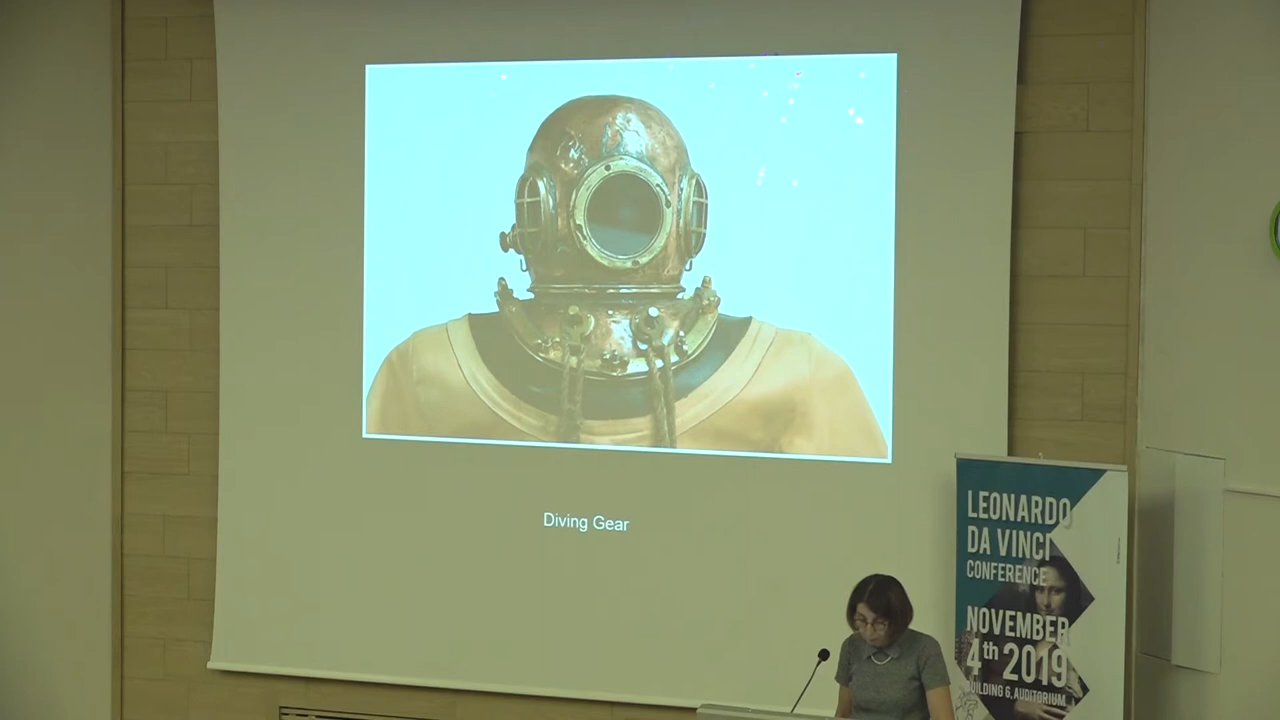 Diving Gear
LEONARDO
DA VINCI
CONFERENCE
NOVEMBER
4th 2019
BUILDING 6, AUDITORIUM